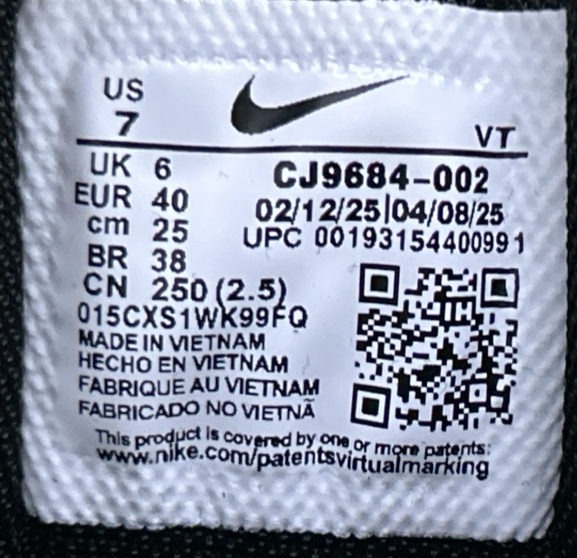 US
7
VT
UK 6
EUR 40
cm 25
BR 38
CN 250 (2.5)
CJ9684-002
02/12/25|04/08/25
UPC 00193154400991
015CXS1WK99FQ
MADE IN VIETNAM
HECHO EN VIETNAM
FABRIQUE AU VIETNAM
FABRICADO NO VIETNÃ
This product is covered by one or more patents:
www.nike.com/patentsvirtualmarking